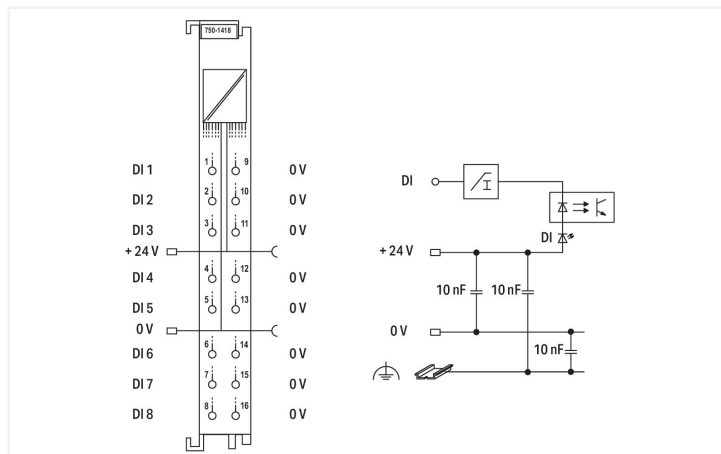 750-1418
DI 1 1 9 0 V
DI 2 2 10 0 V
DI 3 3 11 0 V
+ 24 V
DI 4 4 12 0 V
DI 5 5 13 0 V
0 V
DI 6 6 14 0 V
DI 7 7 15 0 V
DI 8 8 16 0 V
DI I
DI
+ 24 V
10 nF 10 nF
0 V
10 nF